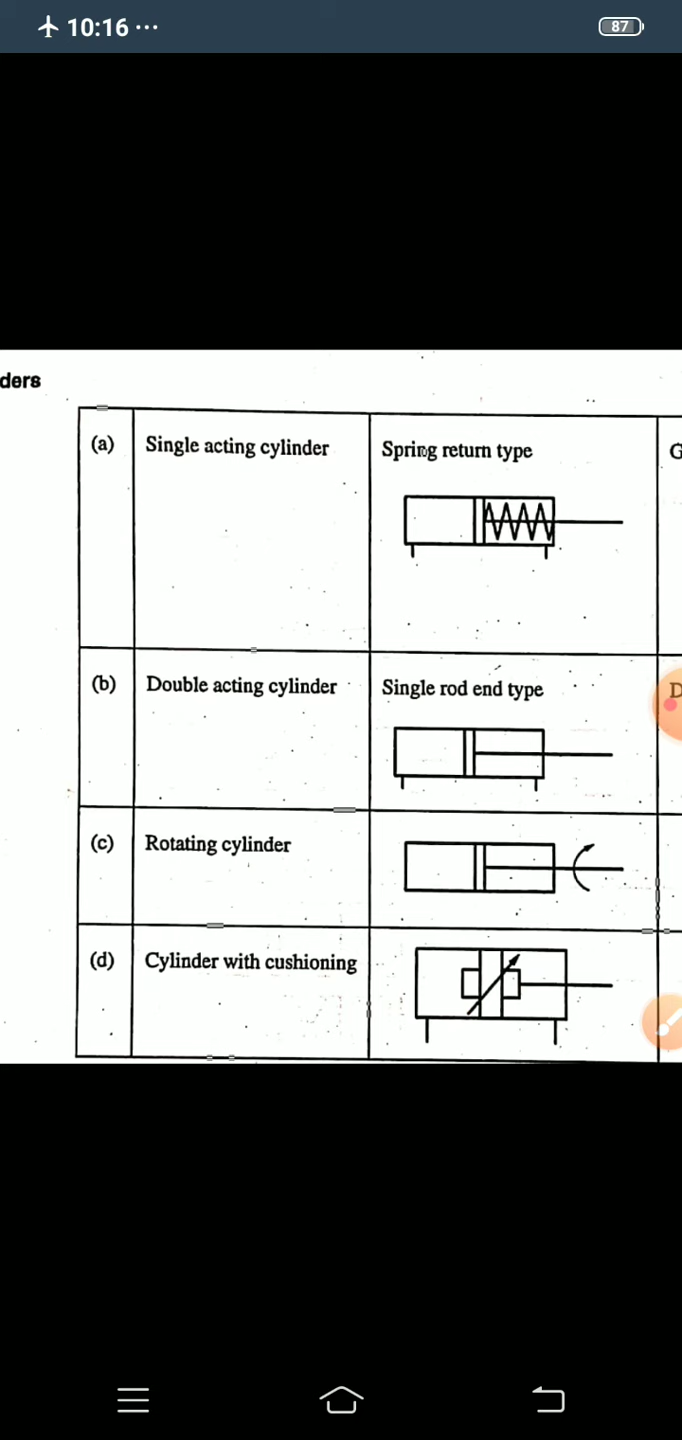 10:16 ...
87
ders
(a) Single acting cylinder Spring return type G
(b) Double acting cylinder Single rod end type D
(c) Rotating cylinder
(d) Cylinder with cushioning